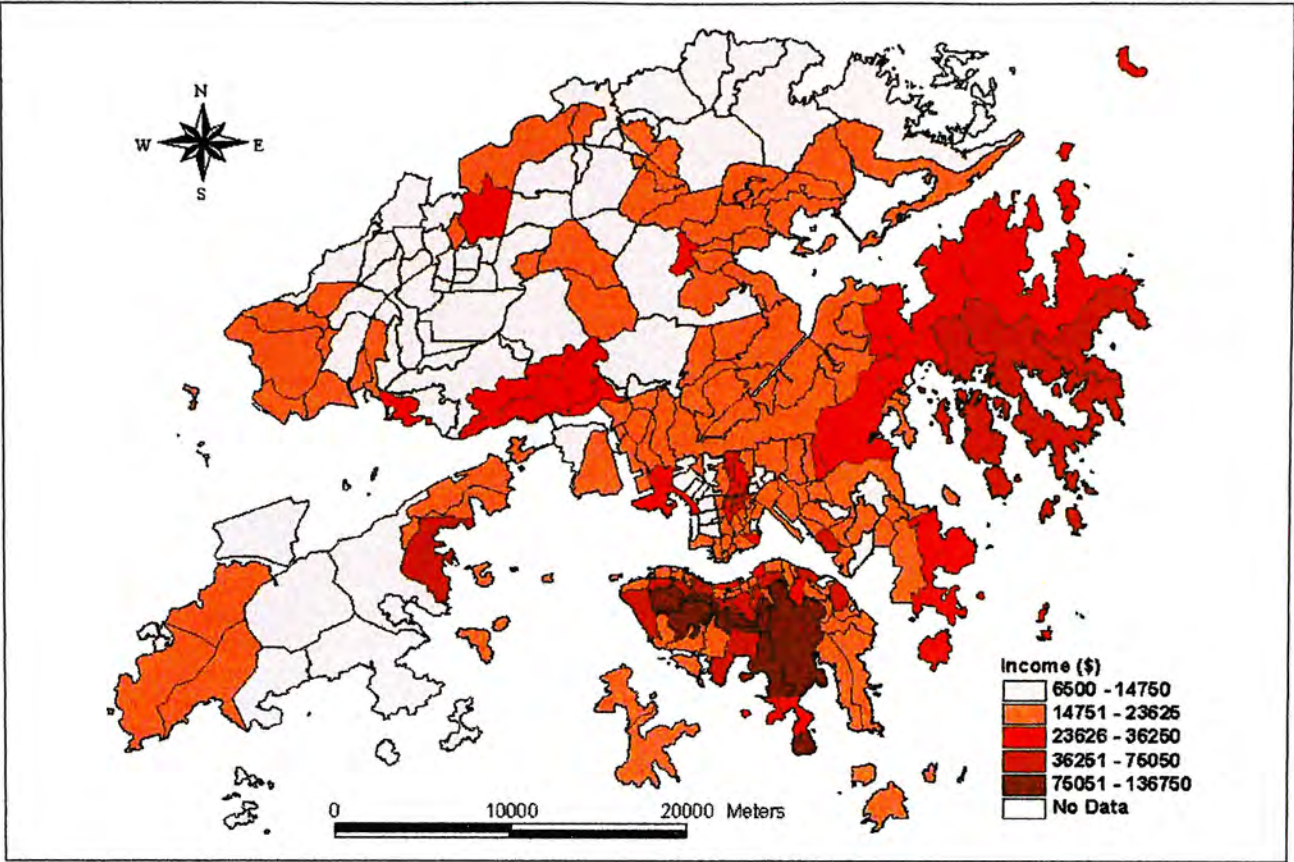 N
W E
S
Income ($)
6500 - 14750
14751 - 23625
23626 - 36250
36251 - 75050
75051 - 136750
No Data
0 10000 20000 Meters